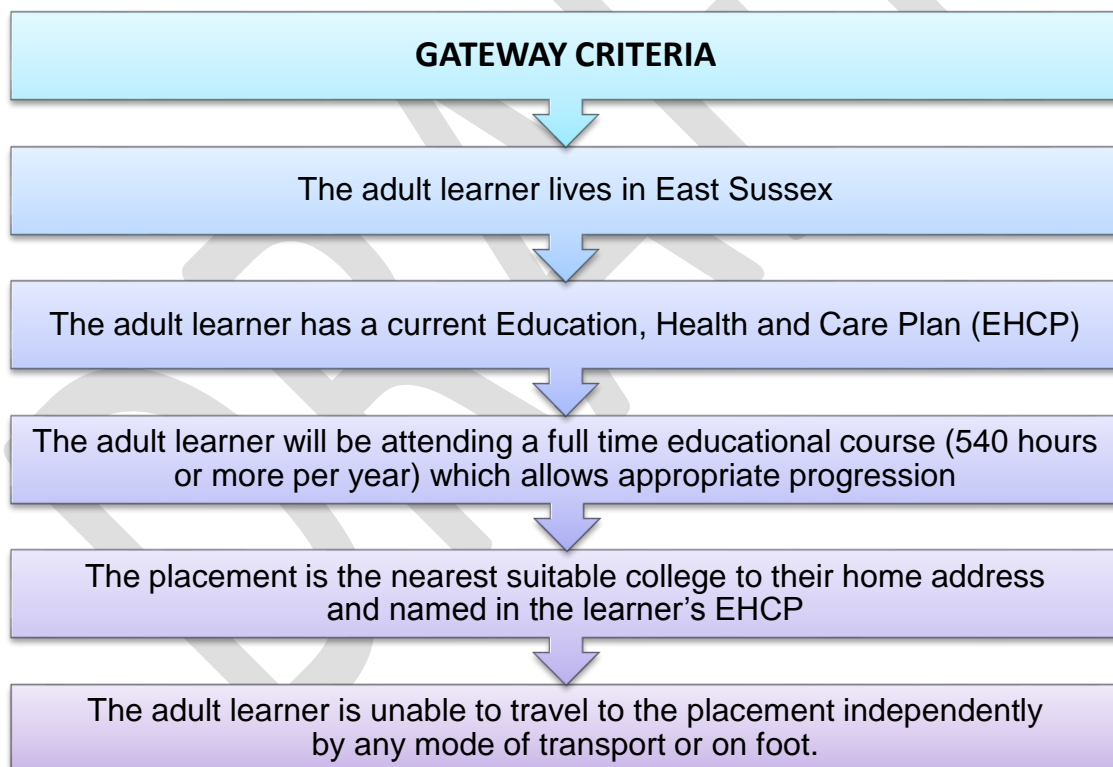 GATEWAY CRITERIA
The adult learner lives in East Sussex
The adult learner has a current Education, Health and Care Plan (EHCP)
The adult learner will be attending a full time educational course (540 hours
or more per year) which allows appropriate progression
The placement is the nearest suitable college to their home address
and named in the learner’s EHCP
The adult learner is unable to travel to the placement independently
by any mode of transport or on foot.